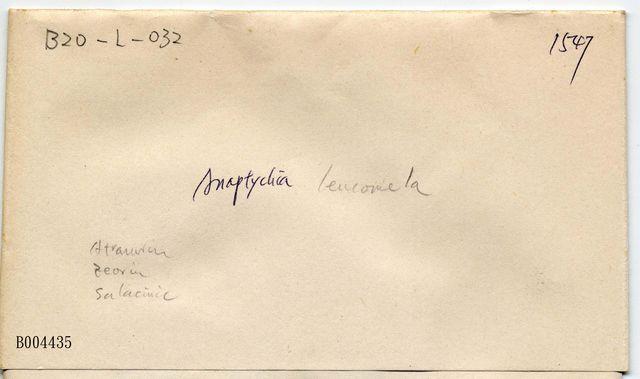 B20-L-032
1547
Anaptychia leucomela
Atranorin
Zeorin
Salacinic
B004435